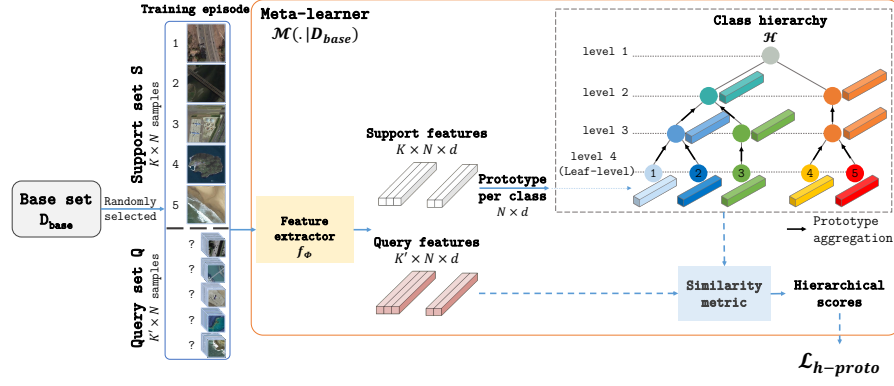 Training episode
Meta-learner
M(.|D_base)
Class hierarchy
H
level 1
level 2
level 3
level 4
(Leaf-level)
1
2
3
4
5
Support set S
K × N samples
1
2
3
4
5
Base set
D_base
Randomly
selected
Query set Q
K′ × N samples
?
?
?
?
?
Feature
extractor
f_Φ
Support features
K × N × d
Query features
K′ × N × d
Prototype
per class
N × d
Prototype
aggregation
Similarity
metric
Hierarchical
scores
L_h−proto